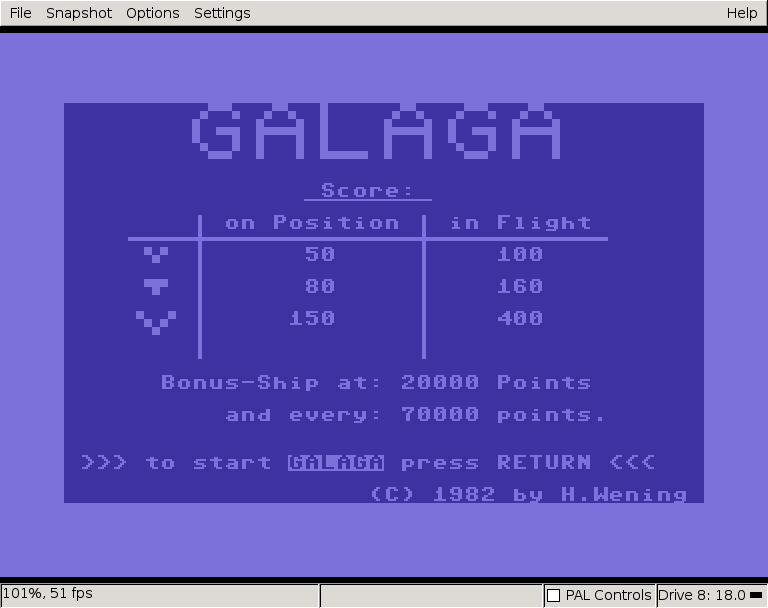 File Snapshot Options Settings Help
GALAGA
Score:
on Position in Flight
50 100
80 160
150 400
Bonus-Ship at: 20000 Points
and every: 70000 points.
>>> to start GALAGA press RETURN <<<
(C) 1982 by H.Wening
101%, 51 fps PAL Controls Drive 8: 18.0